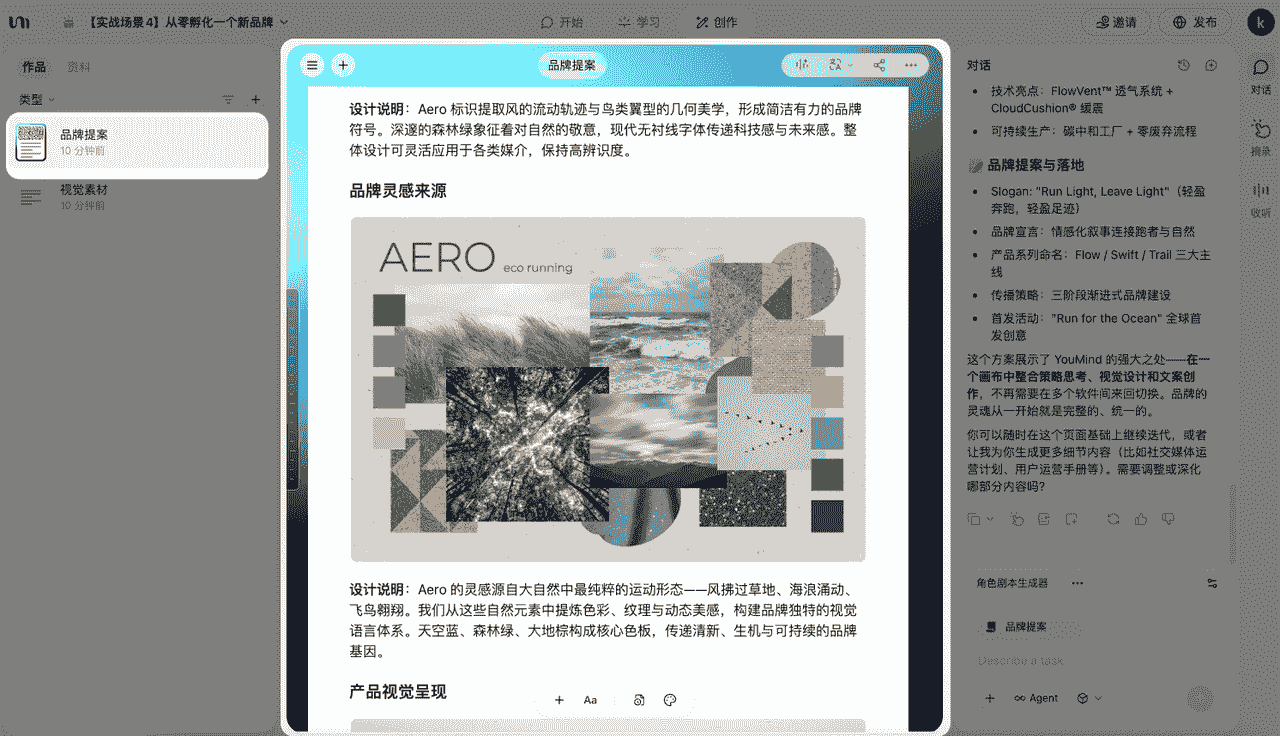 【实战场景 4】从零孵化一个新品牌
开始
学习
创作
邀请
发布
k
作品
资料
类型
品牌提案
10 分钟前
视觉素材
10 分钟前
品牌提案
设计说明：Aero 标识提取风的流动轨迹与鸟类翼型的几何美学，形成简洁有力的品牌
符号。深邃的森林绿象征着对自然的敬意，现代无衬线字体传递科技感与未来感。整
体设计可灵活应用于各类媒介，保持高辨识度。
品牌灵感来源
AERO eco running
设计说明：Aero 的灵感源自大自然中最纯粹的运动形态——风拂过草地、海浪涌动、
飞鸟翱翔。我们从这些自然元素中提炼色彩、纹理与动态美感，构建品牌独特的视觉
语言体系。天空蓝、森林绿、大地棕构成核心色板，传递清新、生机与可持续的品牌
基因。
产品视觉呈现
Aa
对话
技术亮点：FlowVent™ 透气系统 +
CloudCushion® 缓震
可持续生产：碳中和工厂 + 零废弃流程
品牌提案与落地
Slogan: "Run Light, Leave Light"（轻盈
奔跑，轻盈足迹）
品牌宣言：情感化叙事连接跑者与自然
产品系列命名：Flow / Swift / Trail 三大主
线
传播策略：三阶段渐进式品牌建设
首发活动："Run for the Ocean" 全球首
发创意
这个方案展示了 YouMind 的强大之处——在一
个画布中整合策略思考、视觉设计和文案创
作，不再需要在多个软件间来回切换。品牌的
灵魂从一开始就是完整的、统一的。
你可以随时在这个页面基础上继续迭代，或者
让我为你生成更多细节内容（比如社交媒体运
营计划、用户运营手册等）。需要调整或深化
哪部分内容吗？
角色剧本生成器
品牌提案
Describe a task
Agent
对话
摘录
收听